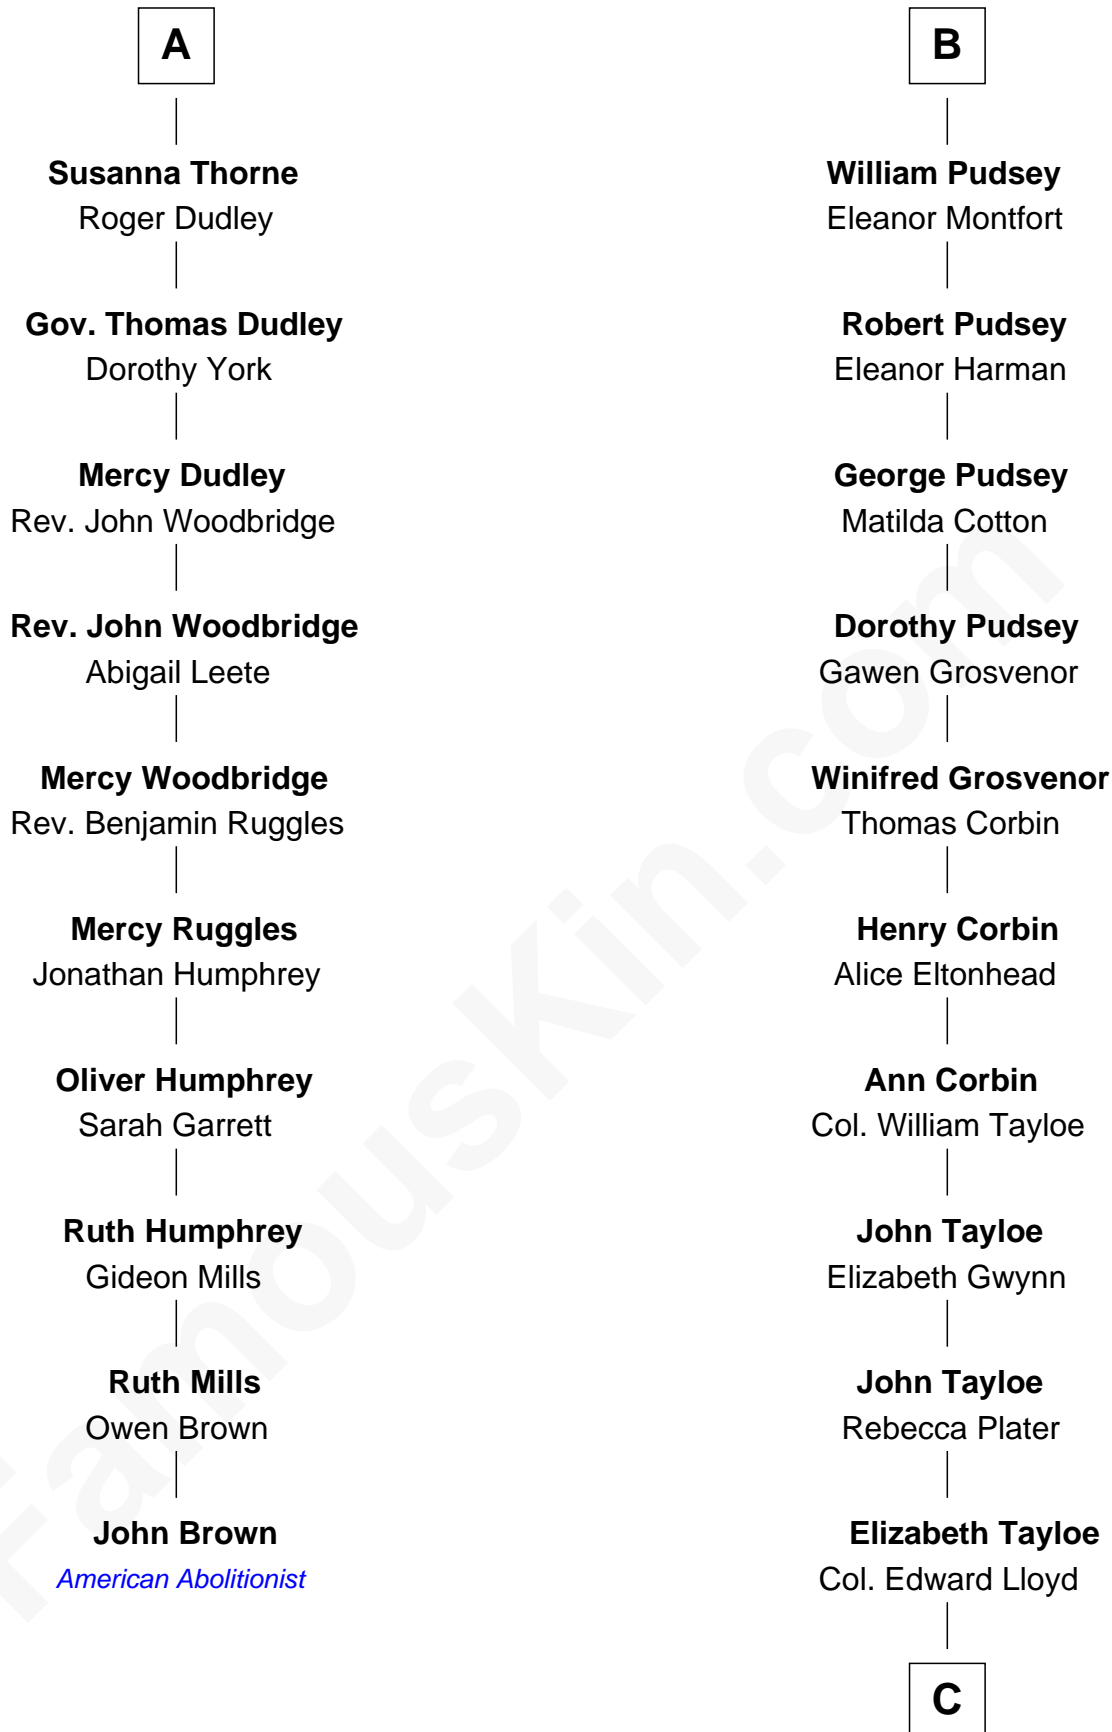 A
Susanna Thorne
Roger Dudley
Gov. Thomas Dudley
Dorothy York
Mercy Dudley
Rev. John Woodbridge
Rev. John Woodbridge
Abigail Leete
Mercy Woodbridge
Rev. Benjamin Ruggles
Mercy Ruggles
Jonathan Humphrey
Oliver Humphrey
Sarah Garrett
Ruth Humphrey
Gideon Mills
Ruth Mills
Owen Brown
John Brown
American Abolitionist
B
William Pudsey
Eleanor Montfort
Robert Pudsey
Eleanor Harman
George Pudsey
Matilda Cotton
Dorothy Pudsey
Gawen Grosvenor
Winifred Grosvenor
Thomas Corbin
Henry Corbin
Alice Eltonhead
Ann Corbin
Col. William Tayloe
John Tayloe
Elizabeth Gwynn
John Tayloe
Rebecca Plater
Elizabeth Tayloe
Col. Edward Lloyd
C
FamousKin.com